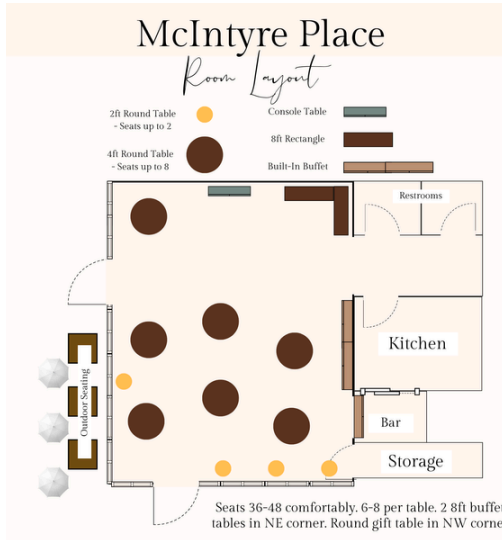 McIntyre Place
Room Layout
2ft Round Table
- Seats up to 2
Console Table
8ft Rectangle
4ft Round Table
- Seats up to 8
Built-In Buffet
Restrooms
Kitchen
Outdoor Seating
Bar
Storage
Seats 36-48 comfortably. 6-8 per table. 2 8ft buffe
tables in NE corner. Round gift table in NW corne